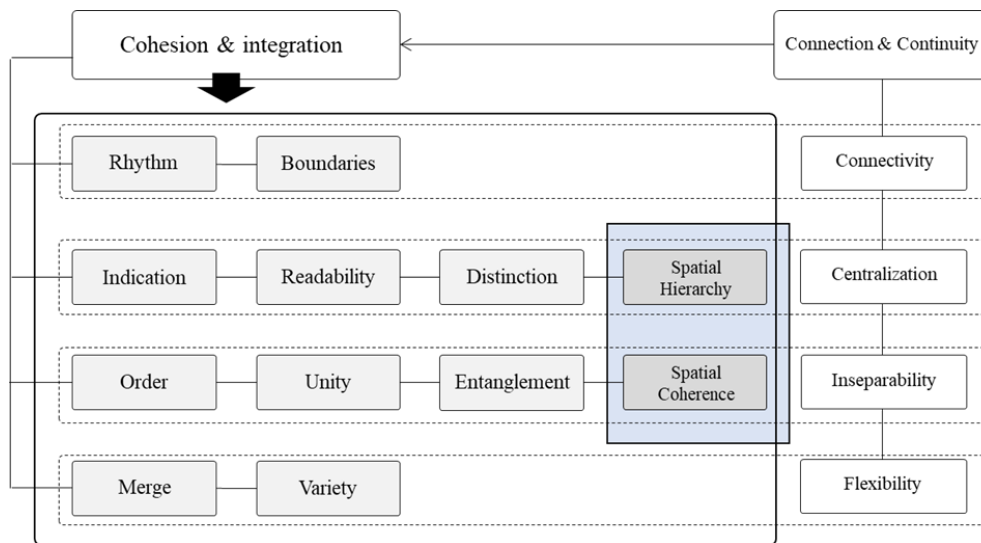 Cohesion & integration
Connection & Continuity
Rhythm
Boundaries
Connectivity
Indication
Readability
Distinction
Spatial
Hierarchy
Centralization
Order
Unity
Entanglement
Spatial
Coherence
Inseparability
Merge
Variety
Flexibility